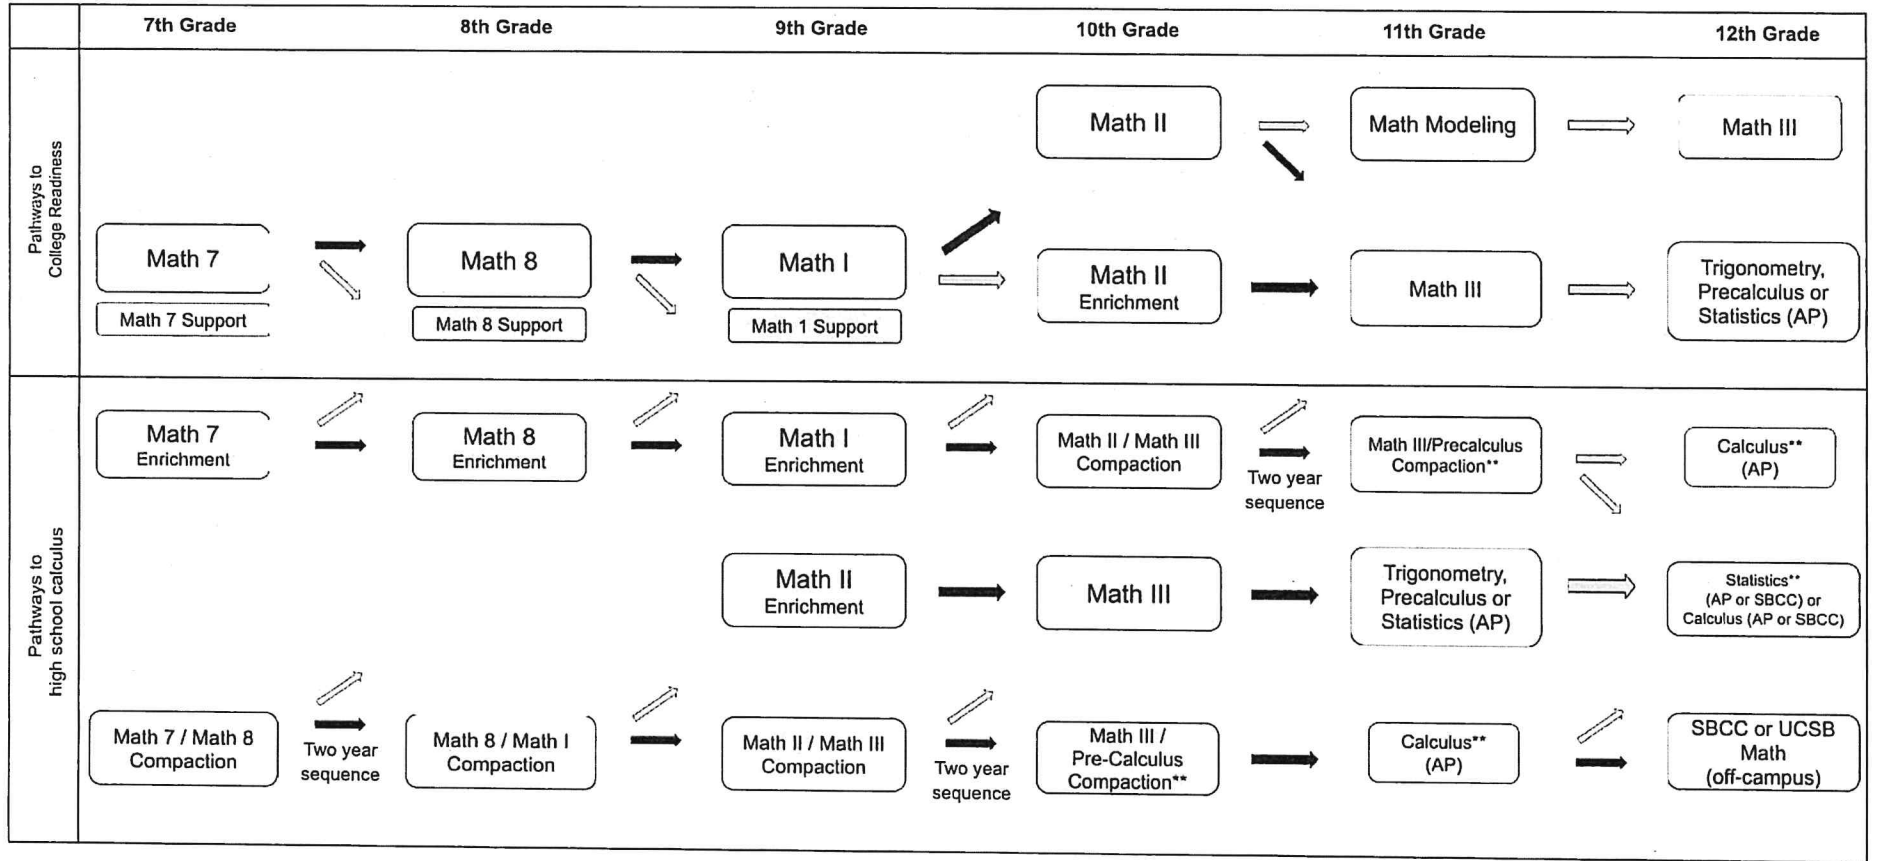 7th Grade
8th Grade
9th Grade
10th Grade
11th Grade
12th Grade
Pathways to
College Readiness
Math II
Math Modeling
Math III
Math 7
Math 7 Support
Math 8
Math 8 Support
Math I
Math 1 Support
Math II
Enrichment
Math III
Trigonometry,
Precalculus or
Statistics (AP)
Pathways to
high school calculus
Math 7
Enrichment
Math 8
Enrichment
Math I
Enrichment
Math II / Math III
Compaction
Two year
sequence
Math III/Precalculus
Compaction**
Calculus**
(AP)
Math II
Enrichment
Math III
Trigonometry,
Precalculus or
Statistics (AP)
Statistics**
(AP or SBCC) or
Calculus (AP or SBCC)
Math 7 / Math 8
Compaction
Two year
sequence
Math 8 / Math I
Compaction
Math II / Math III
Compaction
Two year
sequence
Math III /
Pre-Calculus
Compaction**
Calculus**
(AP)
SBCC or UCSB
Math
(off-campus)